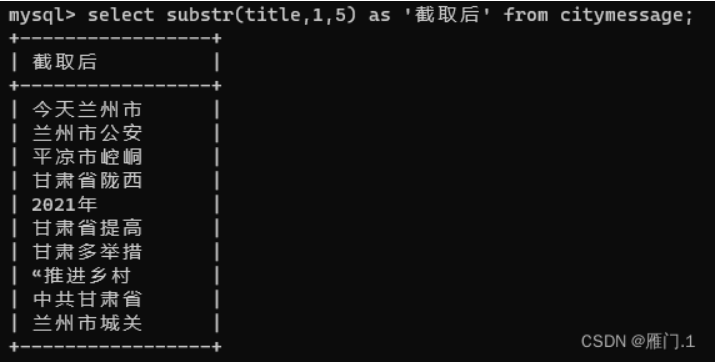 mysql> select substr(title,1,5) as '截取后' from citymessage;
+-----------------+
| 截取后 |
+-----------------+
| 今天兰州市 |
| 兰州市公安 |
| 平凉市崆峒 |
| 甘肃省陇西 |
| 2021年 |
| 甘肃省提高 |
| 甘肃多举措 |
| “推进乡村 |
| 中共甘肃省 |
| 兰州市城关 |
+-----------------+
CSDN @雁门.1